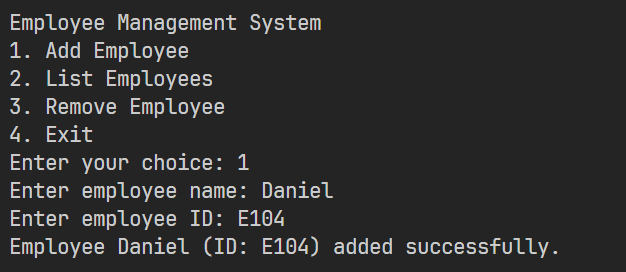 Employee Management System
1. Add Employee
2. List Employees
3. Remove Employee
4. Exit
Enter your choice: 1
Enter employee name: Daniel
Enter employee ID: E104
Employee Daniel (ID: E104) added successfully.